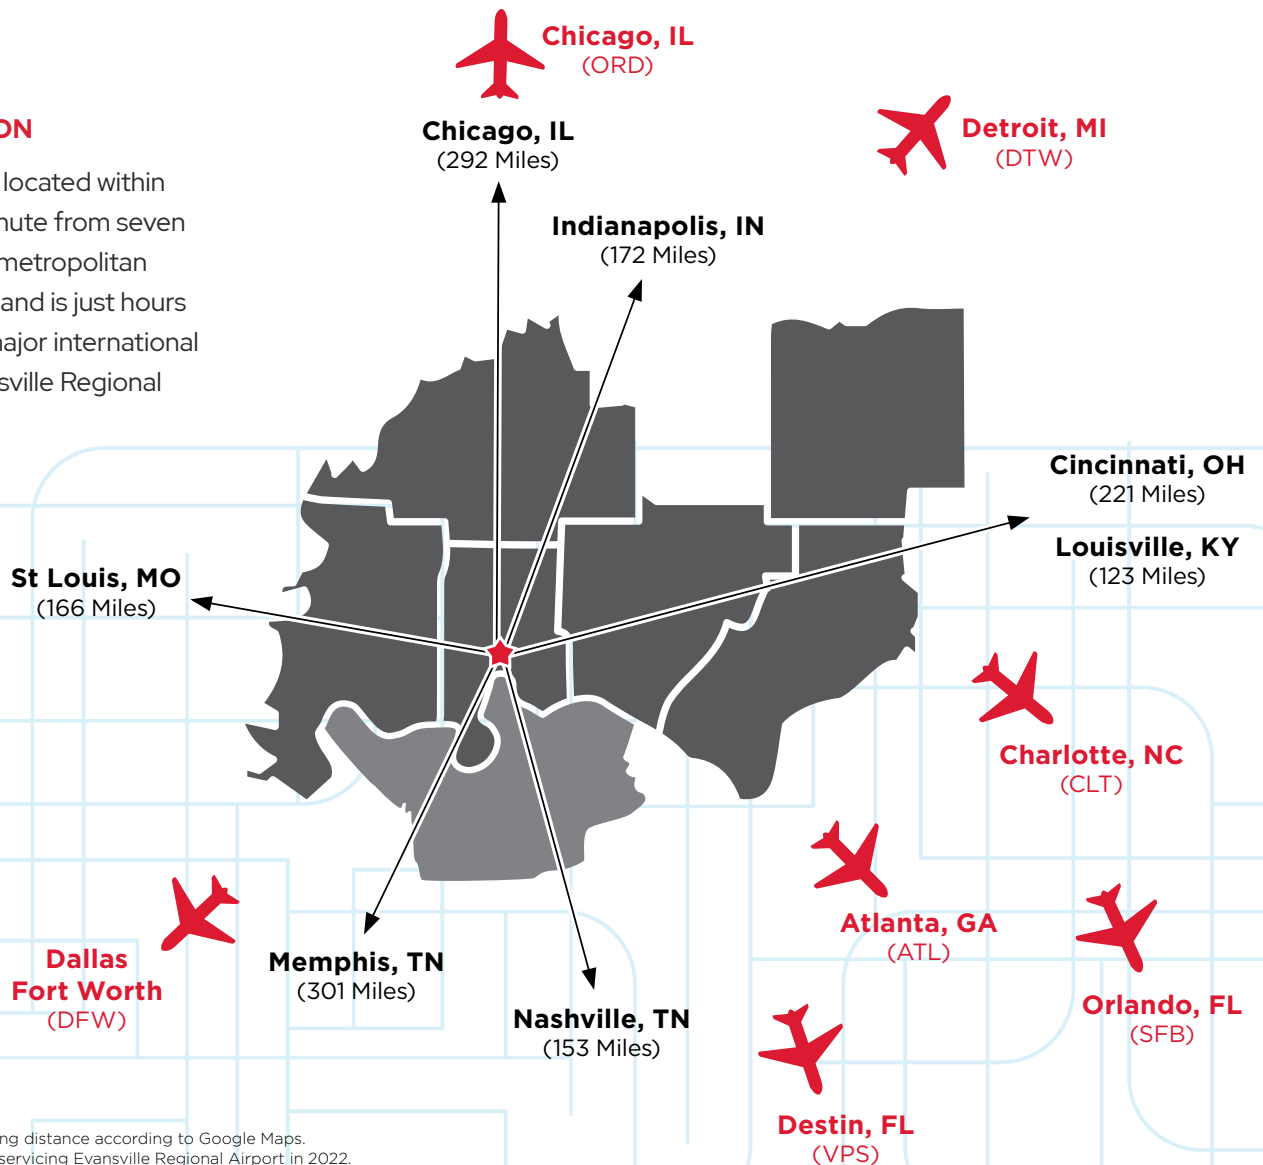 Chicago, IL
(ORD)
Detroit, MI
(DTW)
ON
located within
nute from seven
metropolitan
and is just hours
major international
sville Regional
Chicago, IL
(292 Miles)
Indianapolis, IN
(172 Miles)
Cincinnati, OH
(221 Miles)
Louisville, KY
(123 Miles)
St Louis, MO
(166 Miles)
Charlotte, NC
(CLT)
Atlanta, GA
(ATL)
Orlando, FL
(SFB)
Dallas
Fort Worth
(DFW)
Memphis, TN
(301 Miles)
Nashville, TN
(153 Miles)
Destin, FL
(VPS)
ng distance according to Google Maps.
servicing Evansville Regional Airport in 2022.